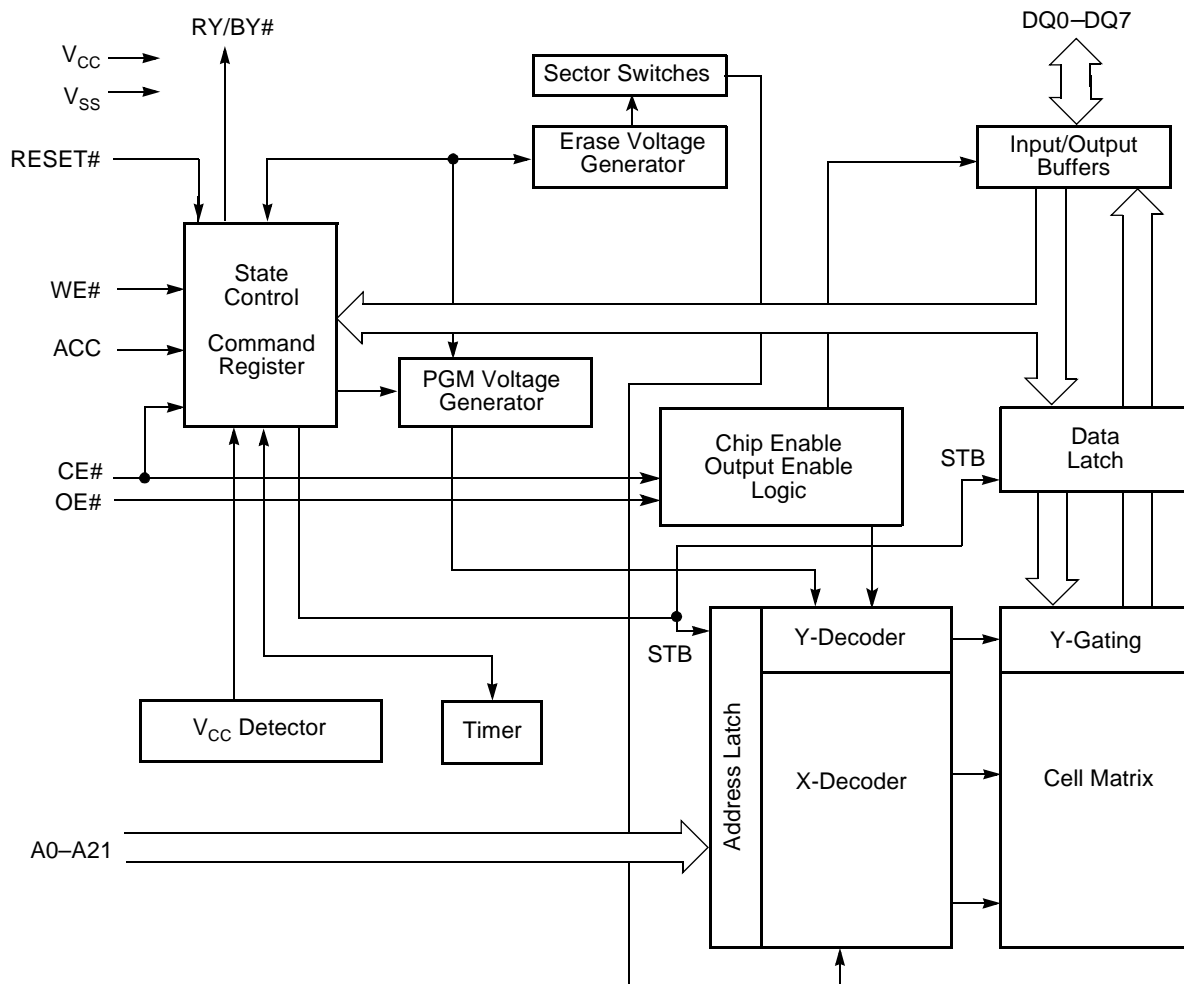 RY/BY#
DQ0–DQ7
VCC
VSS
Sector Switches
RESET#
Erase Voltage
Generator
Input/Output
Buffers
WE#
State
Control
ACC
Command
Register
PGM Voltage
Generator
CE#
OE#
Chip Enable
Output Enable
Logic
STB
Data
Latch
STB
Y-Decoder
Y-Gating
VCC Detector
Timer
Address Latch
X-Decoder
Cell Matrix
A0–A21